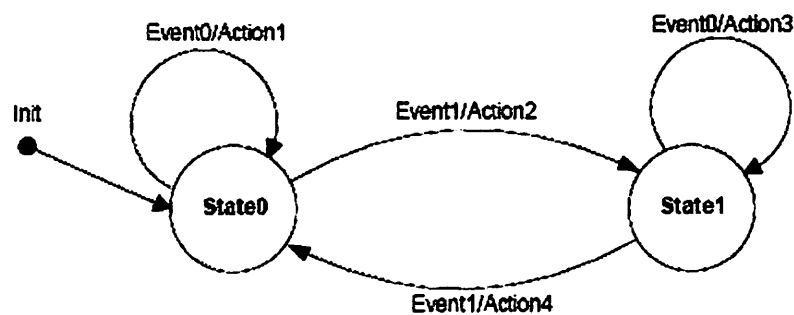 Event0/Action1
Event0/Action3
Init
Event1/Action2
State0
State1
Event1/Action4